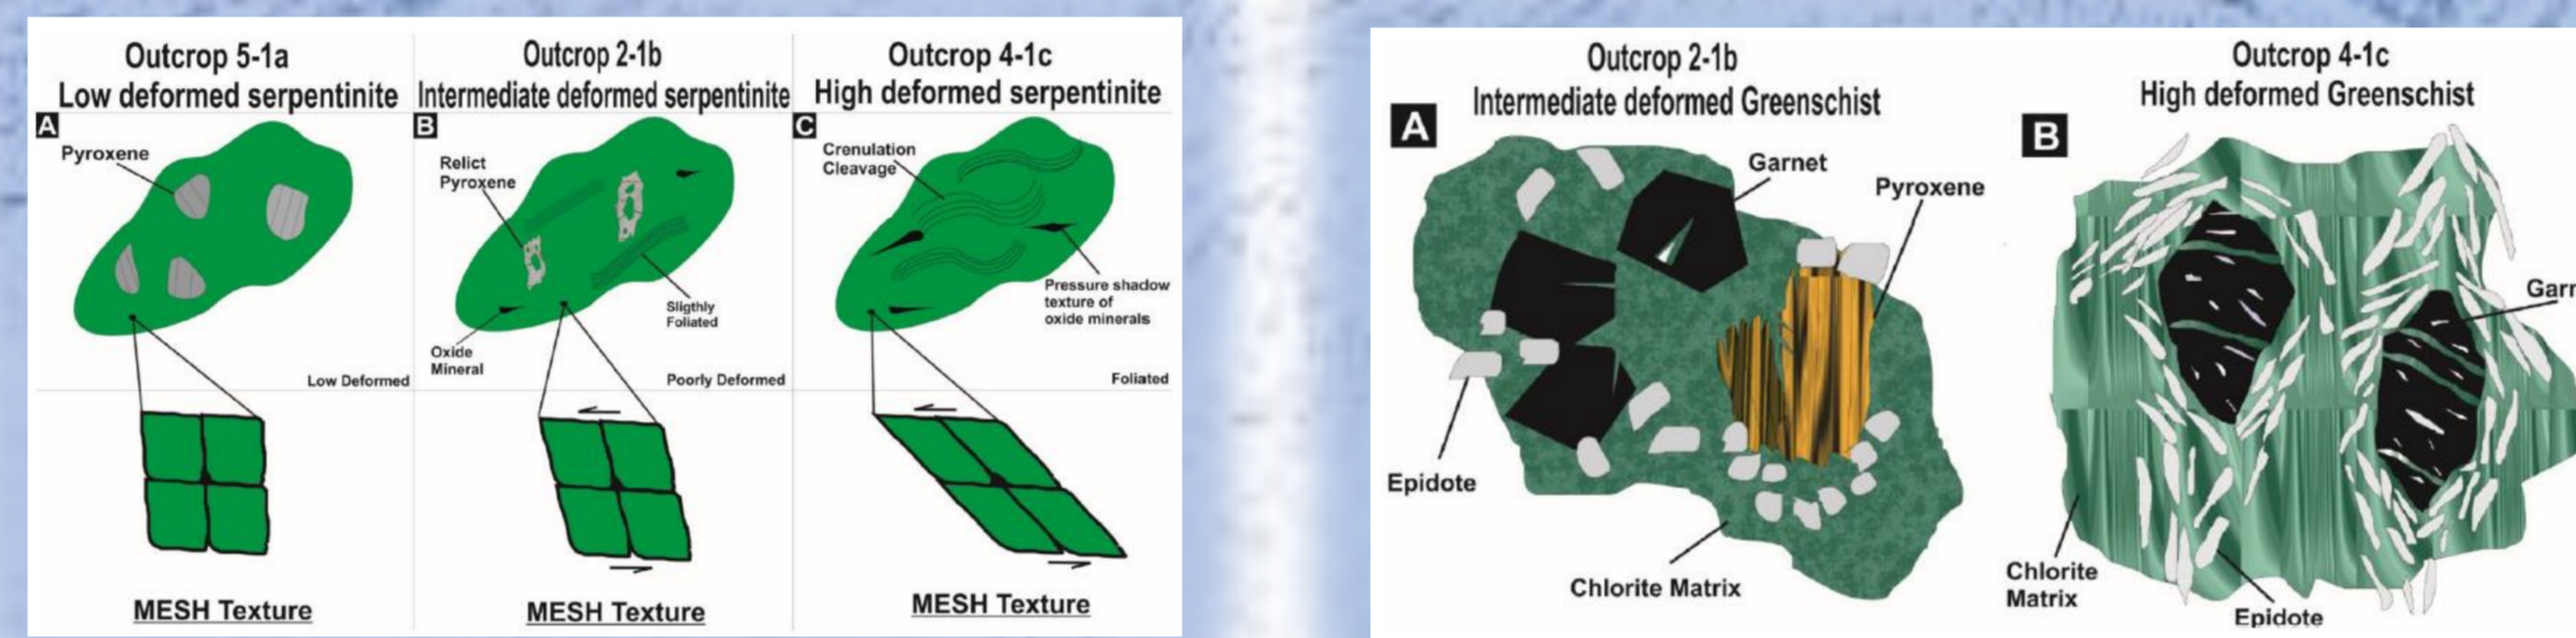 Outcrop 5-1a
Low deformed serpentinite
A
Pyroxene
Low Deformed
MESH Texture
Outcrop 2-1b
Intermediate deformed serpentinite
B
Relict
Pyroxene
Sligthly
Foliated
Oxide
Mineral
Poorly Deformed
MESH Texture
Outcrop 4-1c
High deformed serpentinite
C
Crenulation
Cleavage
Pressure shadow
texture of
oxide minerals
Foliated
MESH Texture
Outcrop 2-1b
Intermediate deformed Greenschist
A
Garnet
Pyroxene
Epidote
Chlorite Matrix
Outcrop 4-1c
High deformed Greenschist
B
Chlorite
Matrix
Epidote